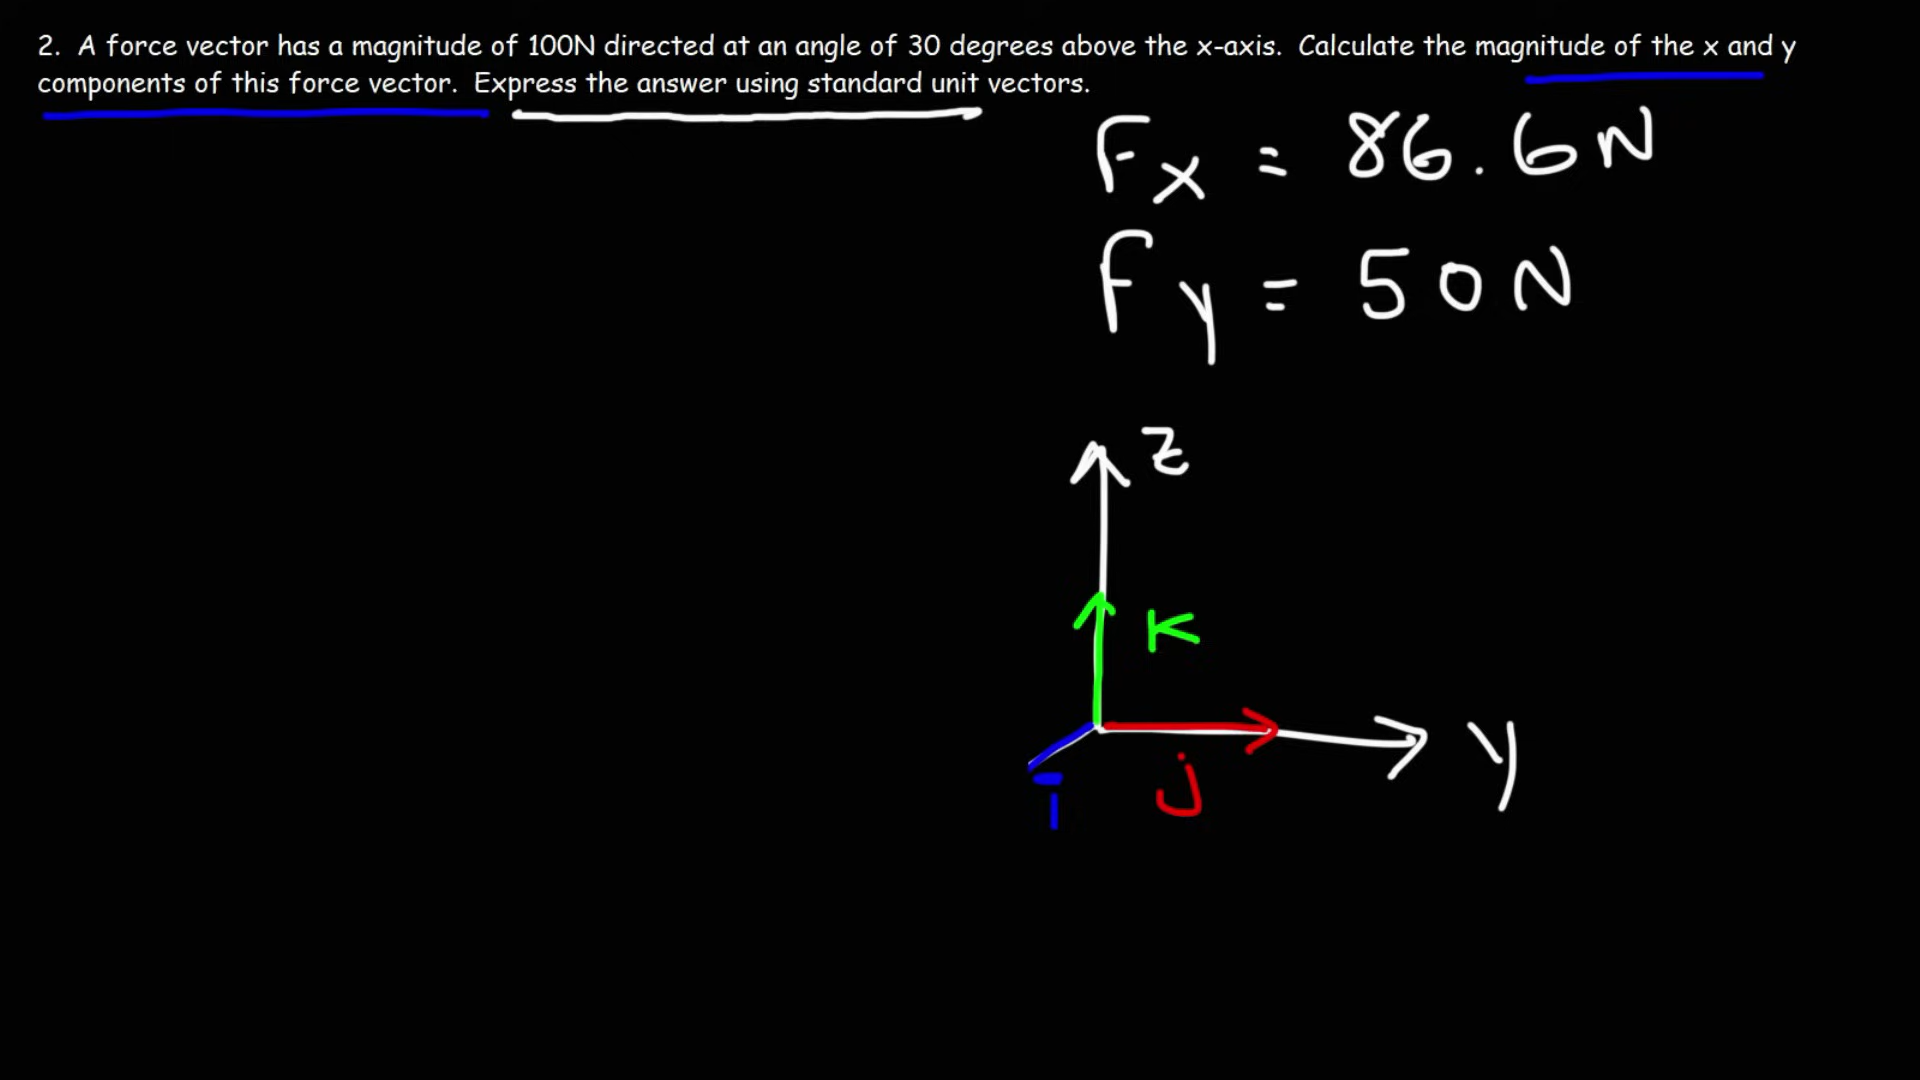 2. A force vector has a magnitude of 100N directed at an angle of 30 degrees above the x-axis. Calculate the magnitude of the x and y
components of this force vector. Express the answer using standard unit vectors.
Fx = 86.6N
Fy = 50N
z
K
y
i
j